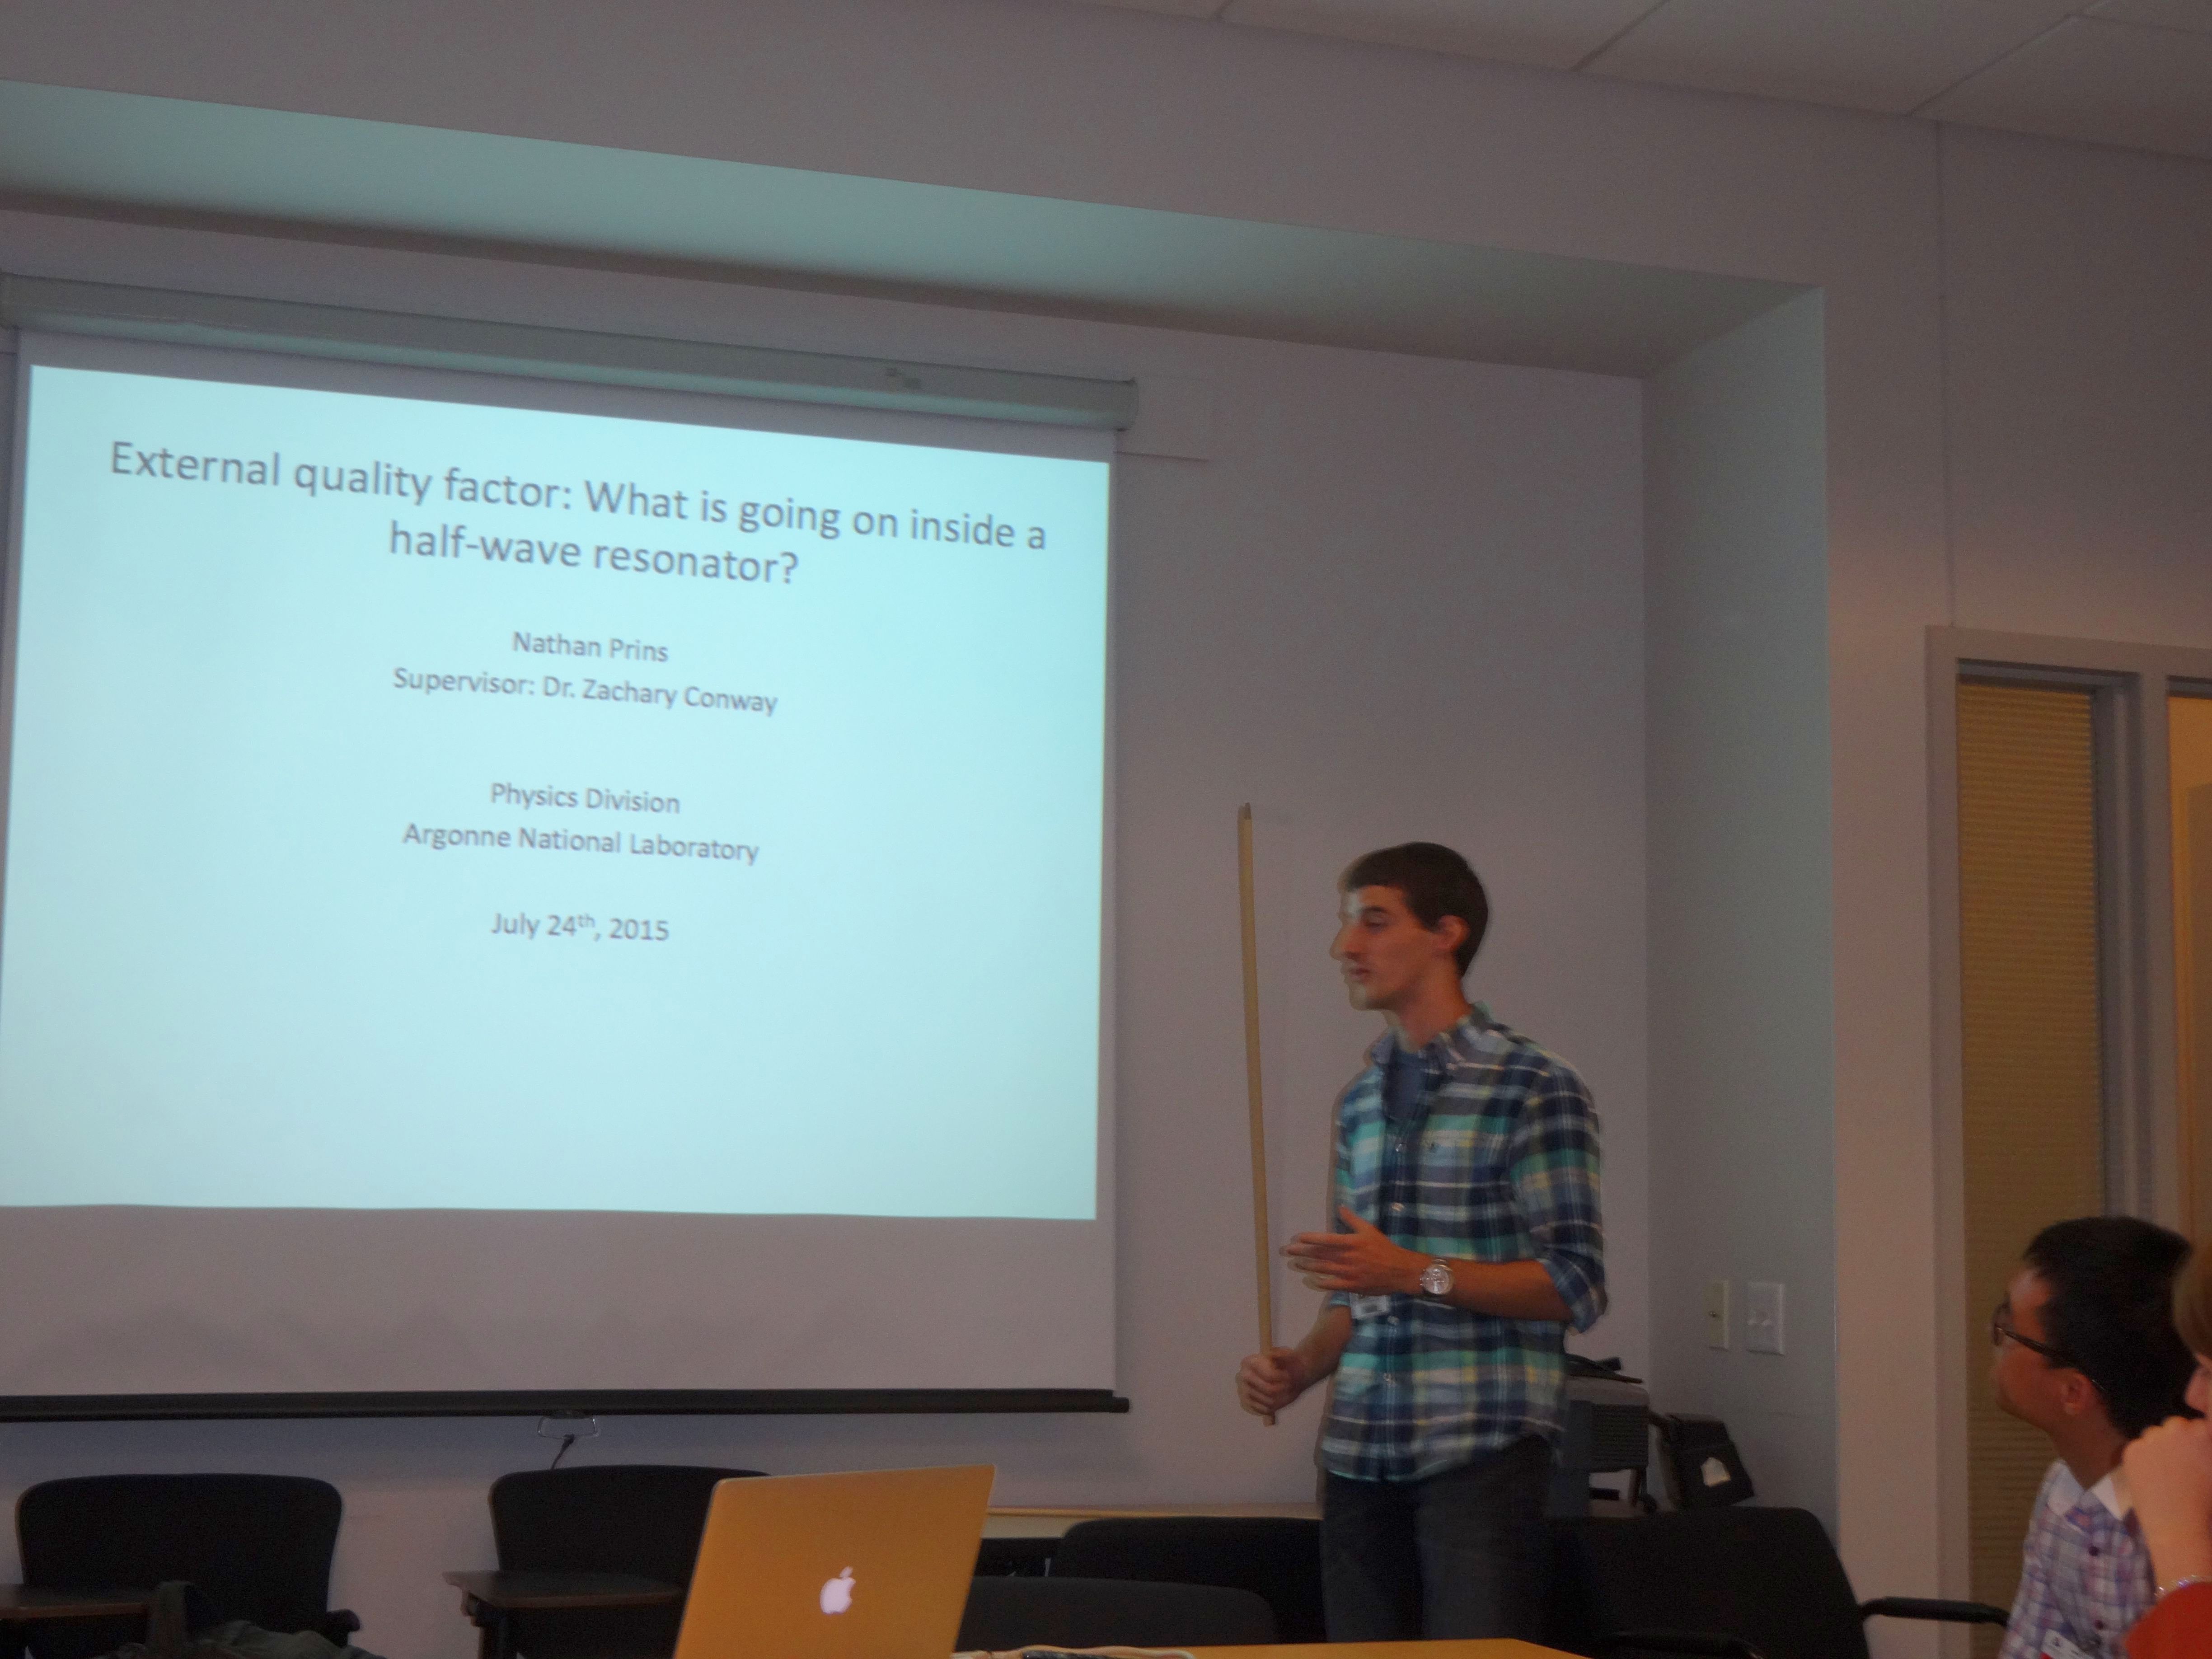 External quality factor: What is going on inside a
half-wave resonator?
Nathan Prins
Supervisor: Dr. Zachary Conway
Physics Division
Argonne National Laboratory
July 24th, 2015